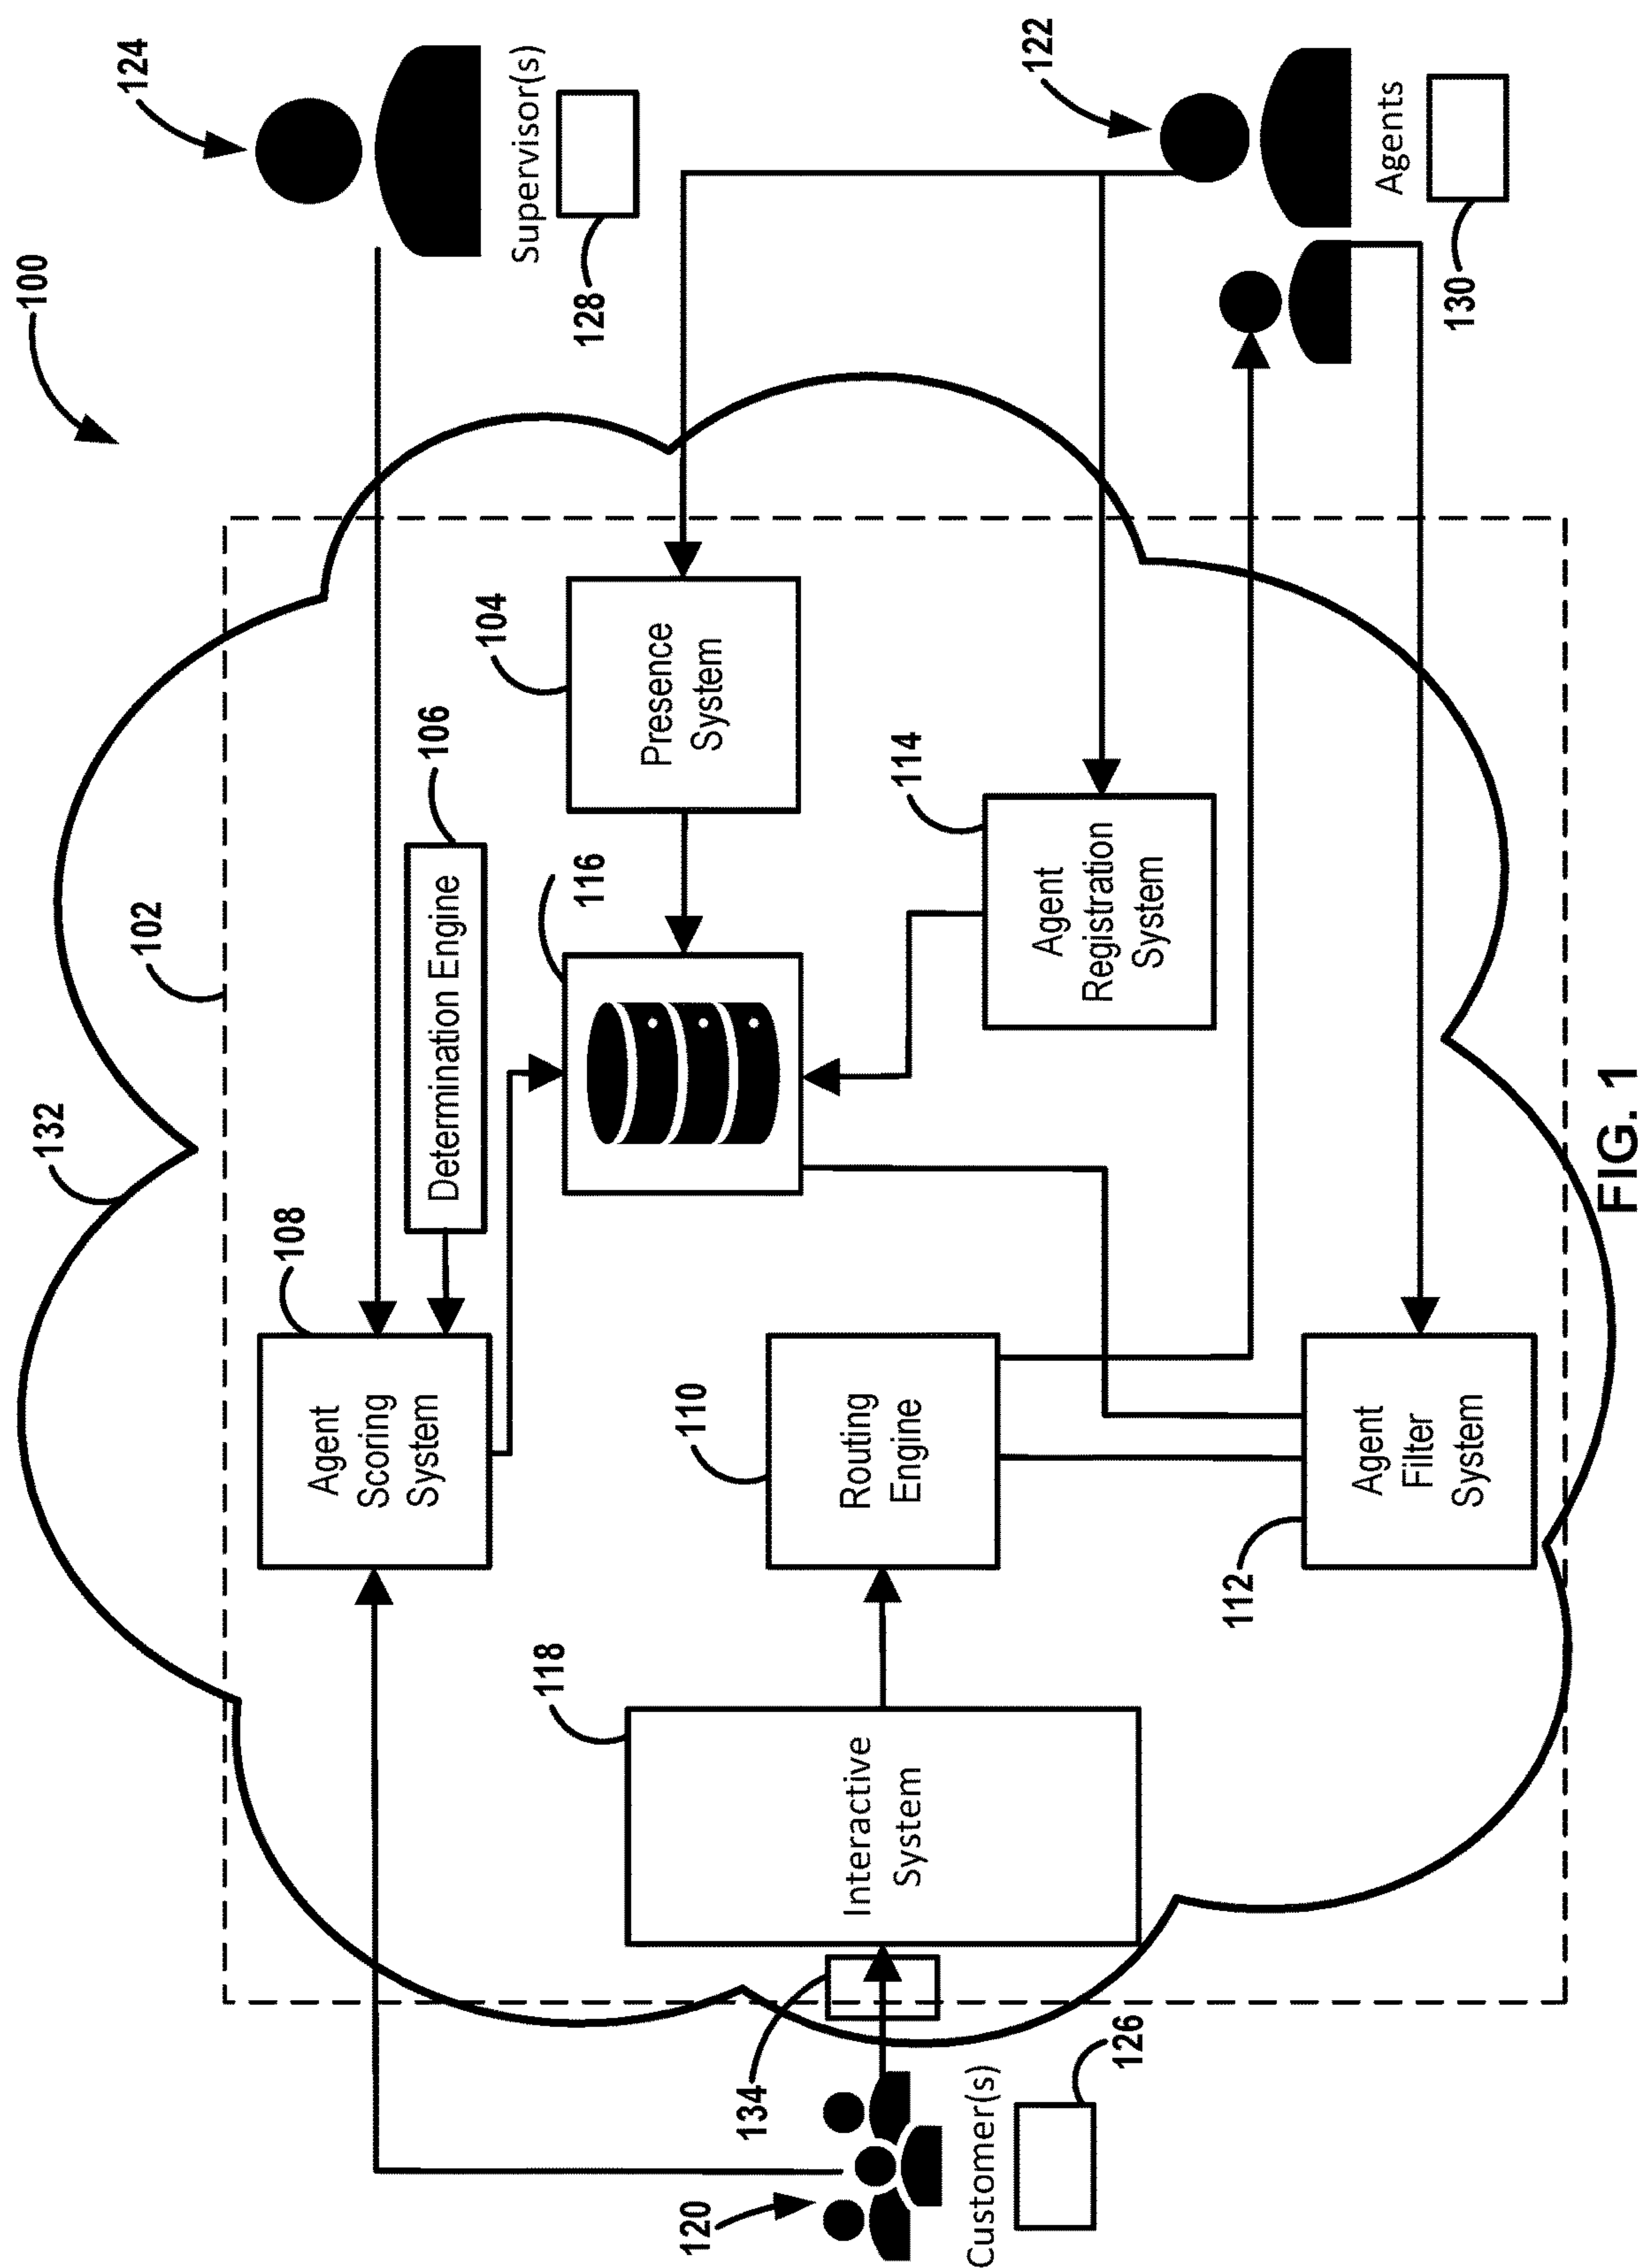 100
132
124
102
108
Agent
Scoring
System
106
Determination Engine
104
Presence
System
Supervisor(s)
128
118
116
120
110
134
Interactive
System
Routing
Engine
114
Agent
Registration
System
Customer(s)
126
122
112
Agent
Filter
System
Agents
130
FIG. 1